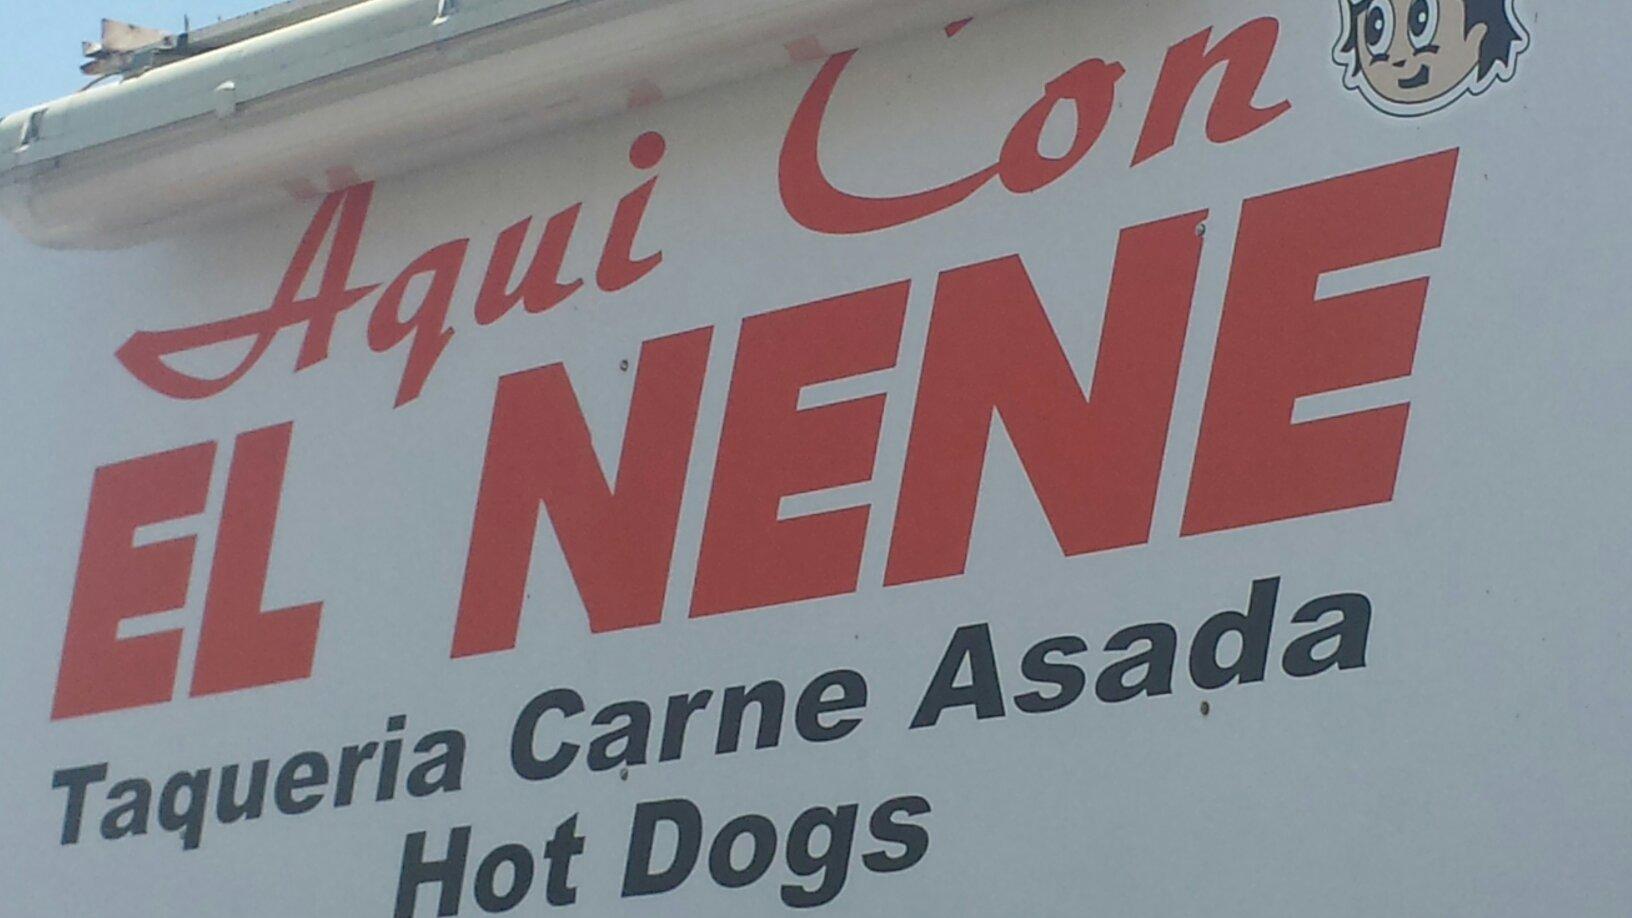 Aqui Con
EL NENE
Taqueria Carne Asada
Hot Dogs